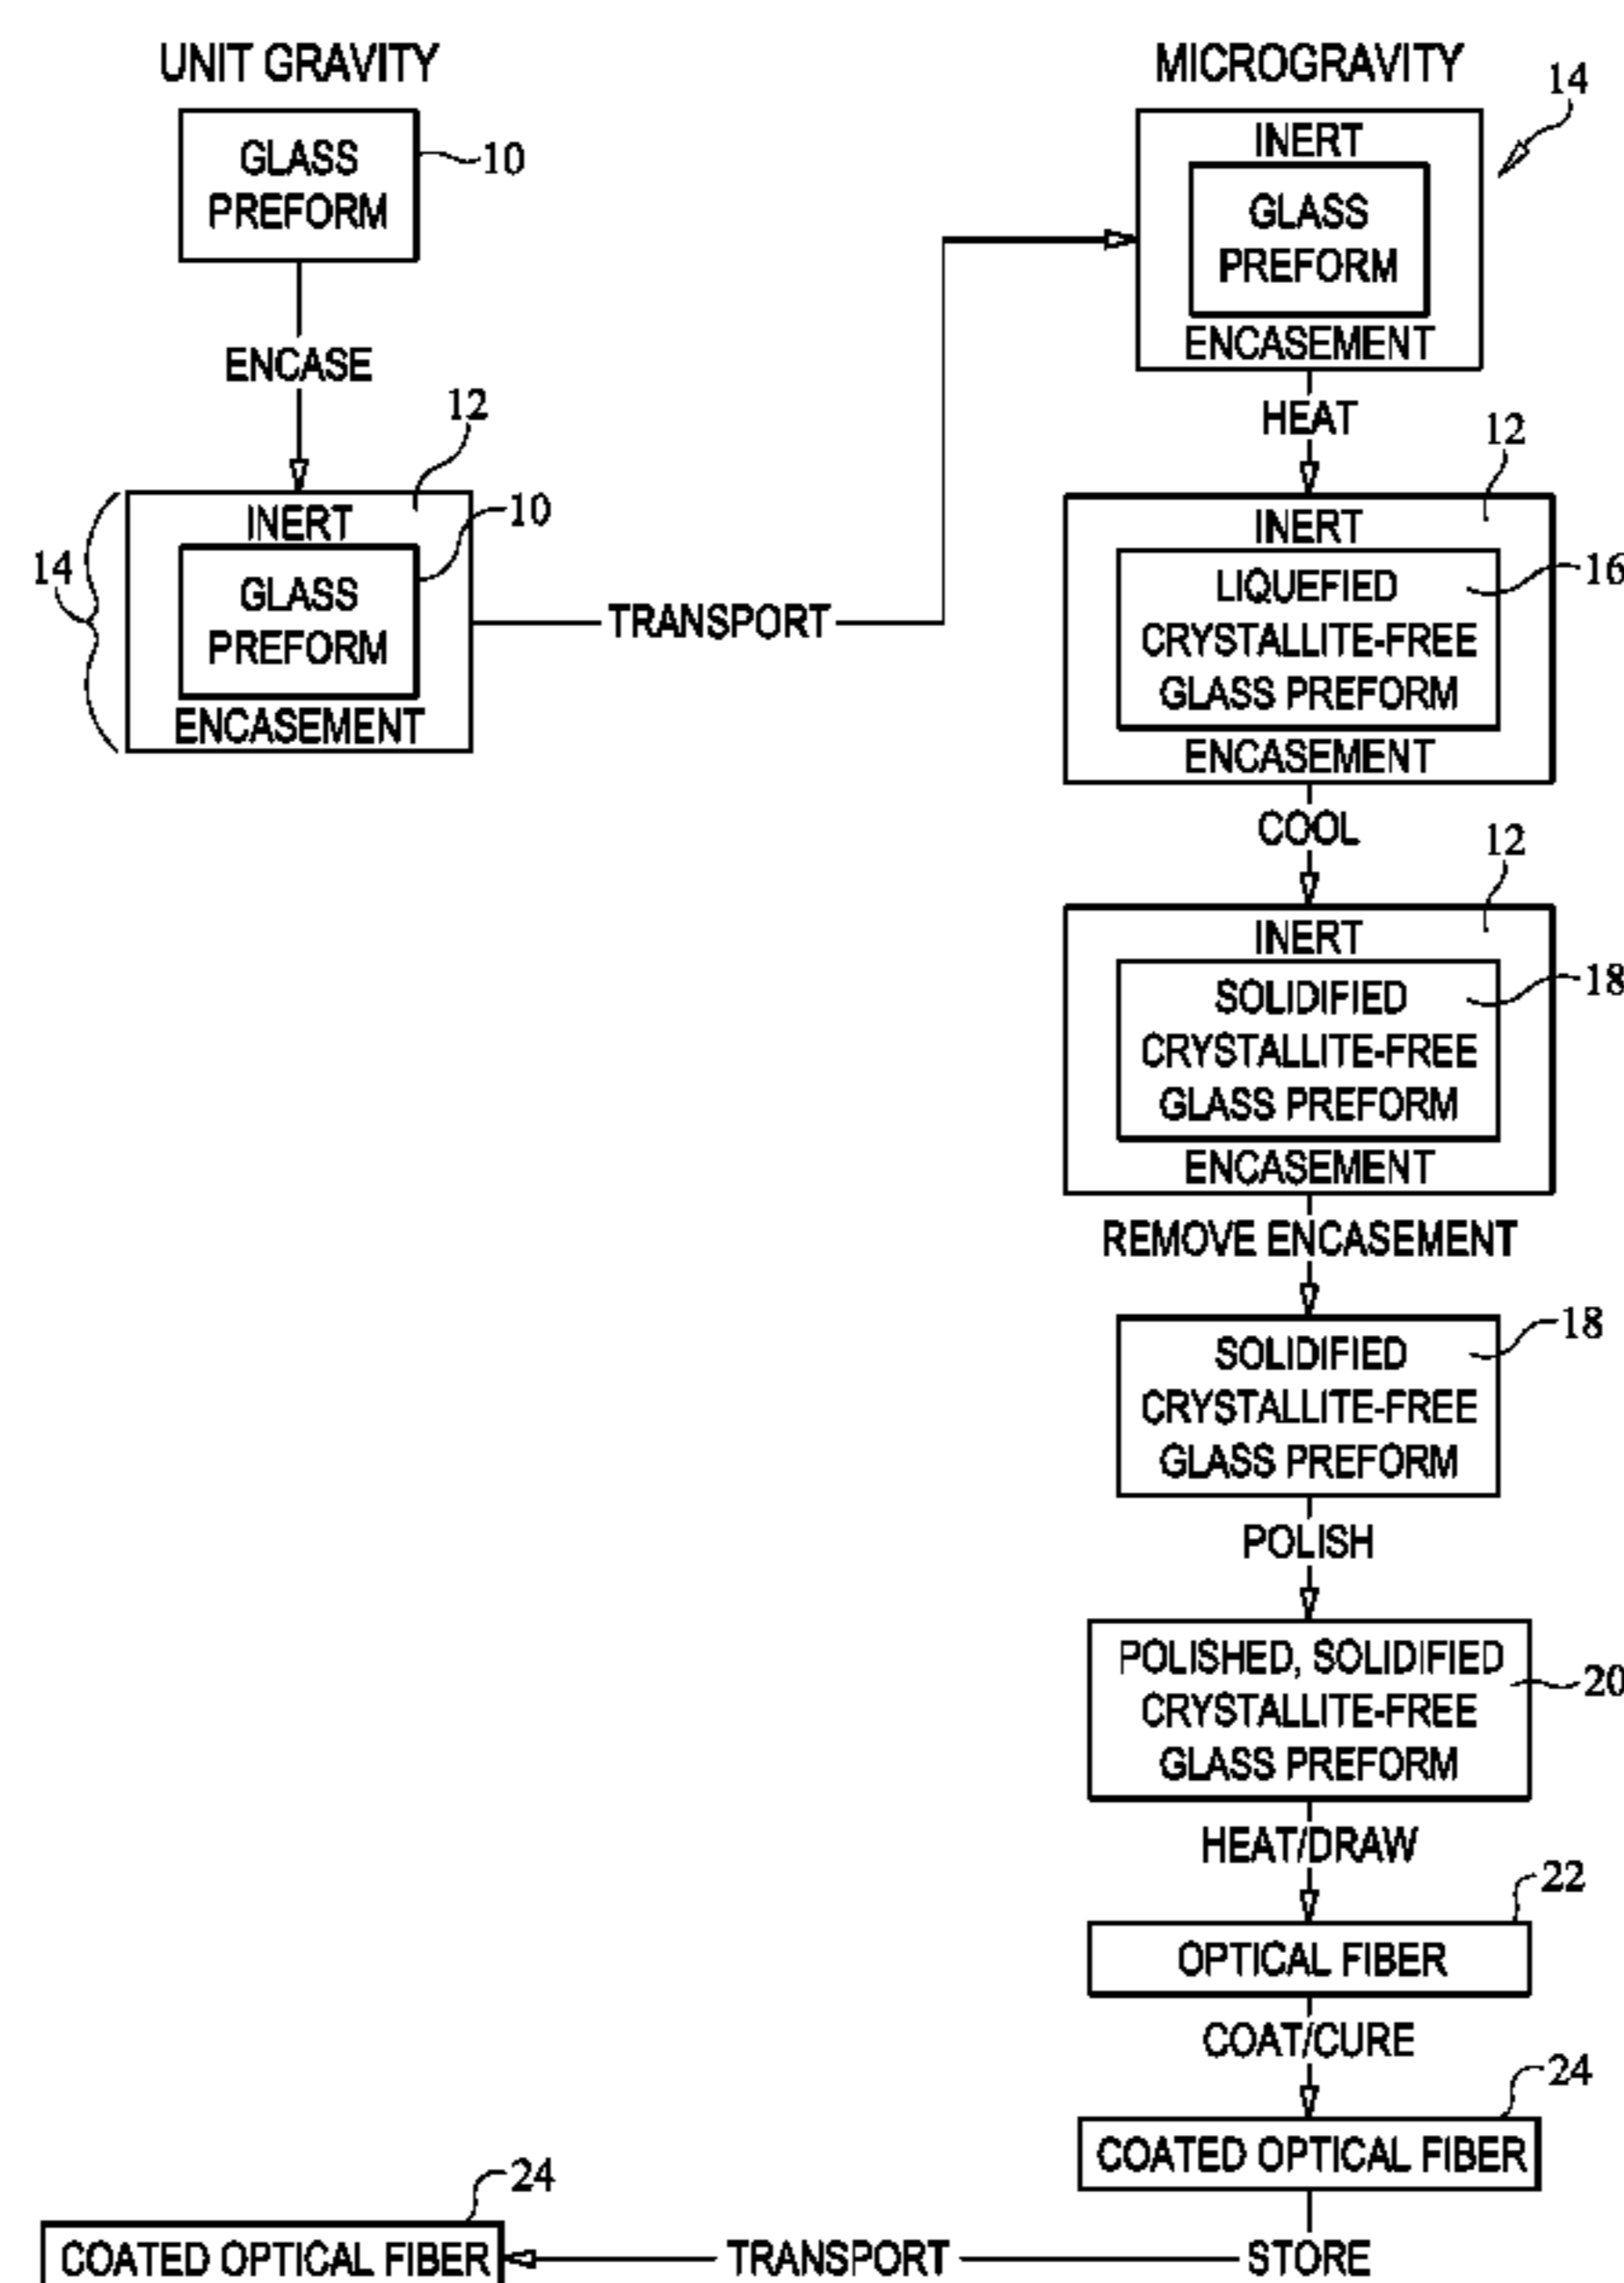 UNIT GRAVITY
GLASS
PREFORM
10
ENCASE
12
INERT
10
GLASS
PREFORM
14
ENCASEMENT
TRANSPORT
MICROGRAVITY
14
INERT
GLASS
PREFORM
ENCASEMENT
HEAT
12
INERT
16
LIQUEFIED
CRYSTALLITE-FREE
GLASS PREFORM
ENCASEMENT
COOL
12
INERT
18
SOLIDIFIED
CRYSTALLITE-FREE
GLASS PREFORM
ENCASEMENT
REMOVE ENCASEMENT
18
SOLIDIFIED
CRYSTALLITE-FREE
GLASS PREFORM
POLISH
POLISHED, SOLIDIFIED
20
CRYSTALLITE-FREE
GLASS PREFORM
HEAT/DRAW
22
OPTICAL FIBER
COAT/CURE
24
COATED OPTICAL FIBER
STORE
TRANSPORT
24
COATED OPTICAL FIBER